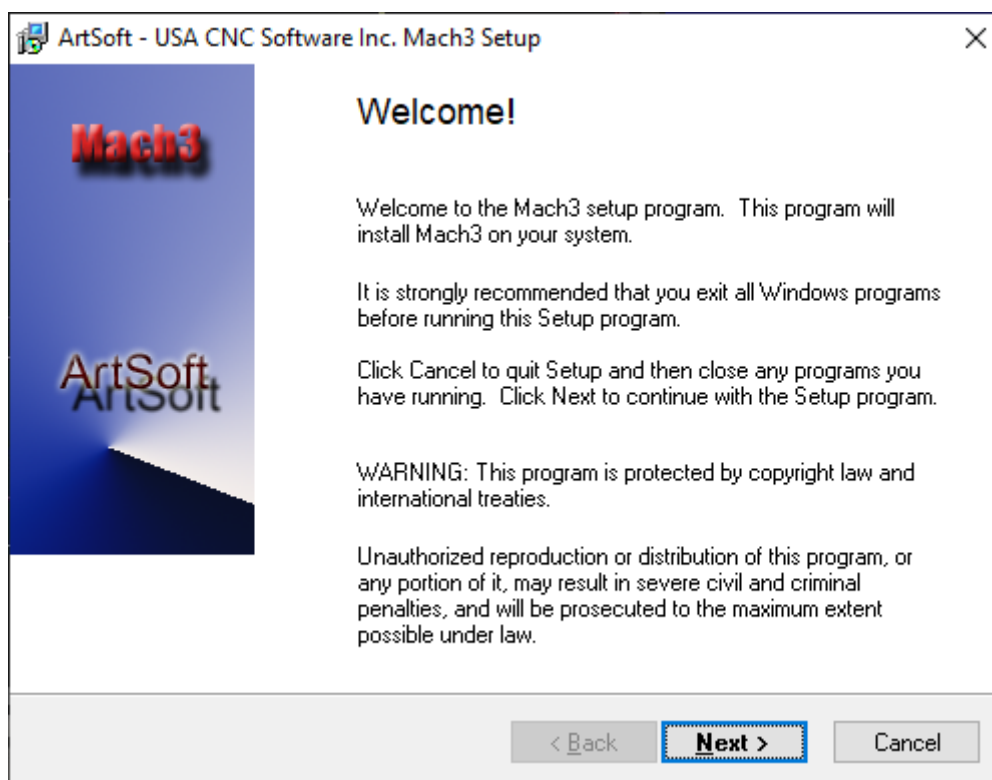 ArtSoft - USA CNC Software Inc. Mach3 Setup
Mach3
ArtSoft
Welcome!
Welcome to the Mach3 setup program.  This program will
install Mach3 on your system.
It is strongly recommended that you exit all Windows programs
before running this Setup program.
Click Cancel to quit Setup and then close any programs you
have running.  Click Next to continue with the Setup program.
WARNING: This program is protected by copyright law and
international treaties.
Unauthorized reproduction or distribution of this program, or
any portion of it, may result in severe civil and criminal
penalties, and will be prosecuted to the maximum extent
possible under law.
< Back
Next >
Cancel